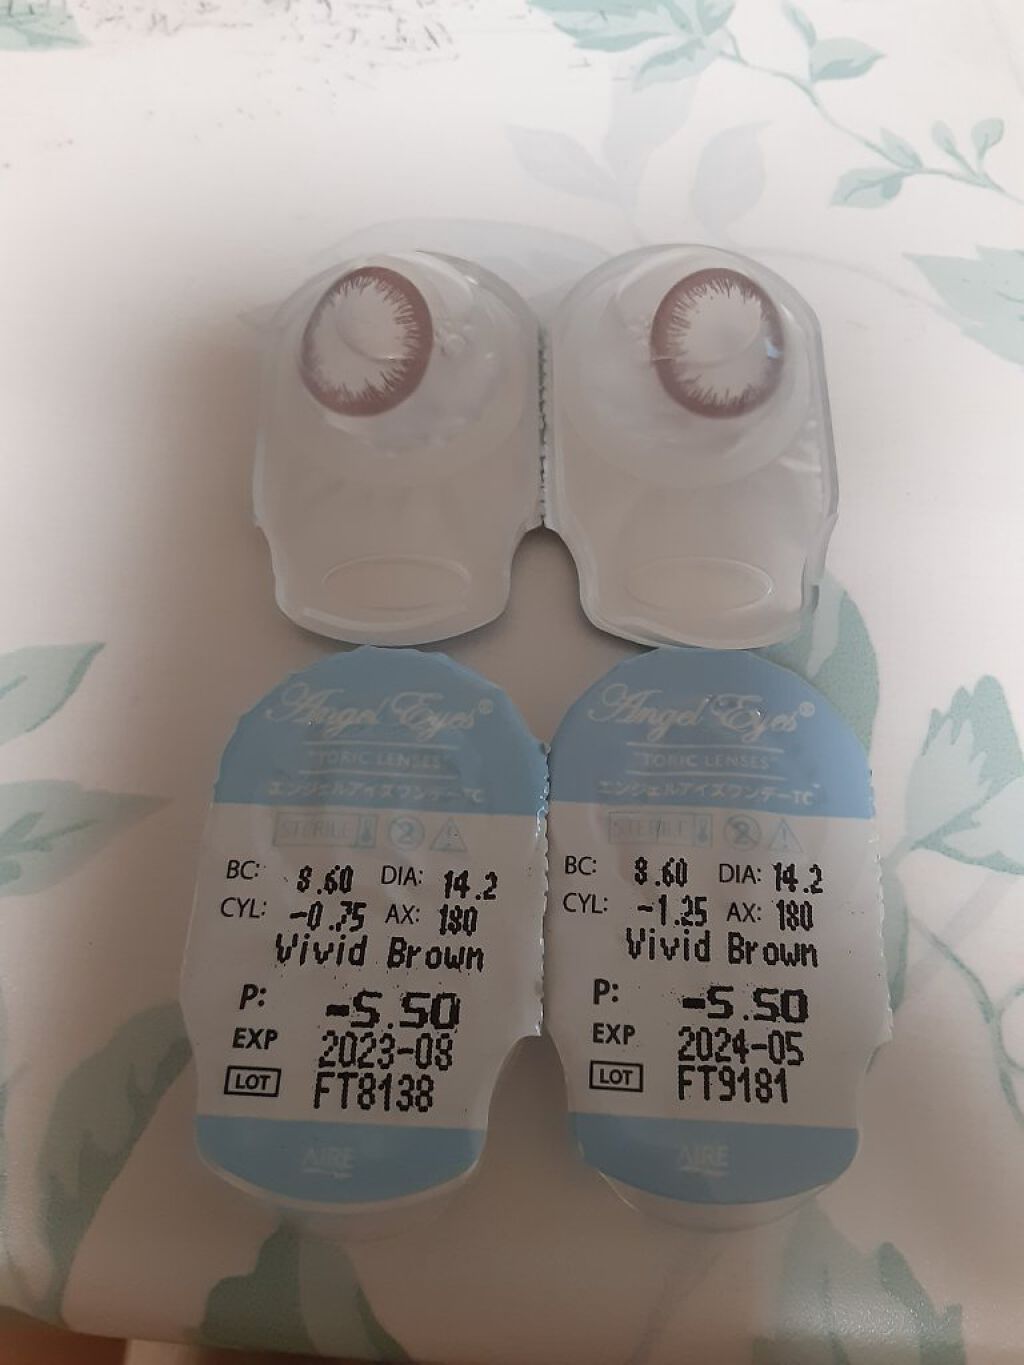 Angel Eyes®
TORIC LENSES
エンジェルアイズワンデーTC
STERILE
BC: 8.60 DIA: 14.2
CYL: -0.75 AX: 180
Vivid Brown
P: -5.50
EXP 2023-08
LOT FT8138
AIRE
Angel Eyes®
TORIC LENSES
エンジェルアイズワンデーTC
STERILE
BC: 8.60 DIA: 14.2
CYL: -1.25 AX: 180
Vivid Brown
P: -5.50
EXP 2024-05
LOT FT9181
AIRE